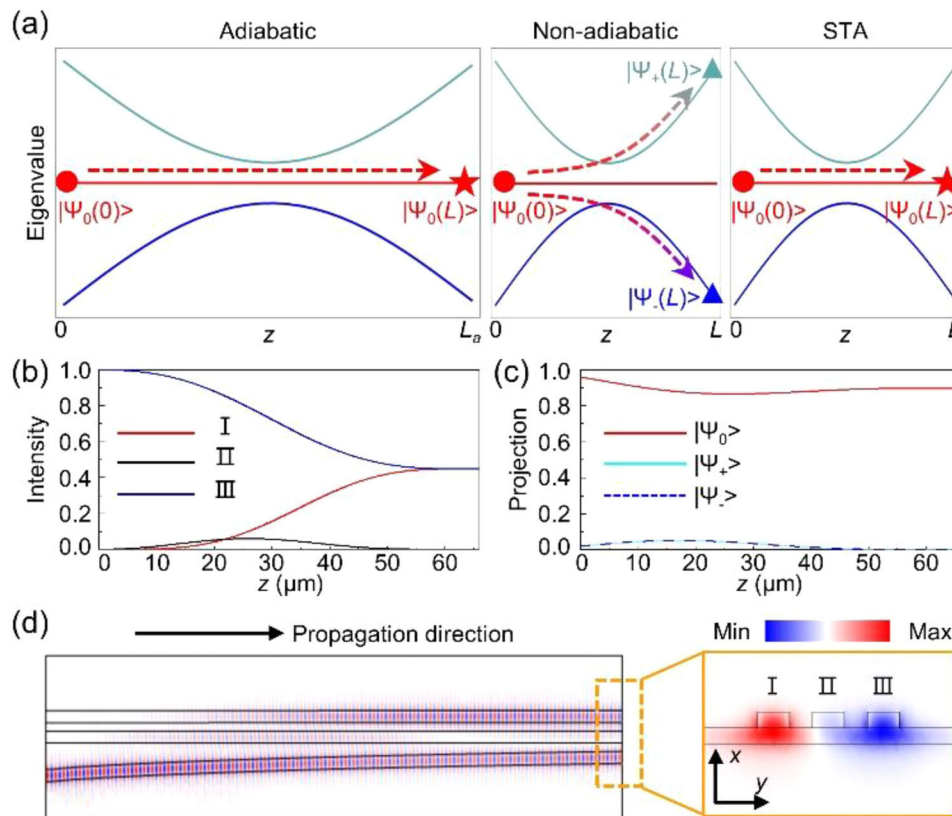 (a)
Adiabatic
Non-adiabatic
STA
Eigenvalue
|Ψ₀(0)>
|Ψ₀(L)>
0
z
Lₐ
|Ψ₊(L)>
|Ψ₀(0)>
|Ψ₋(L)>
0
z
L
|Ψ₀(0)>
|Ψ₀(L)>
0
z
(b)
Intensity
1.0
0.8
0.6
0.4
0.2
0.0
I
II
III
0 10 20 30 40 50 60
z (μm)
(c)
Projection
1.0
0.8
0.6
0.4
0.2
0.0
|Ψ₀>
|Ψ₊>
|Ψ₋>
0 10 20 30 40 50 60
z (μm)
(d)
Propagation direction
Min
Max
I II III
x
y